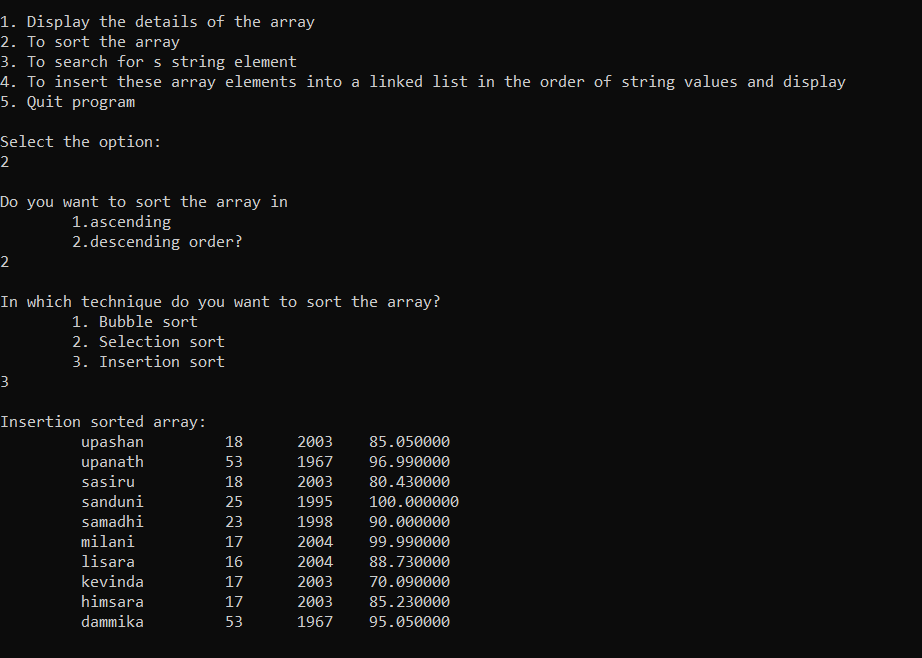 1. Display the details of the array
2. To sort the array
3. To search for s string element
4. To insert these array elements into a linked list in the order of string values and display
5. Quit program
Select the option:
2
Do you want to sort the array in
1.ascending
2.descending order?
2
In which technique do you want to sort the array?
1. Bubble sort
2. Selection sort
3. Insertion sort
3
Insertion sorted array:
upashan 18 2003 85.050000
upanath 53 1967 96.990000
sasiru 18 2003 80.430000
sanduni 25 1995 100.000000
samadhi 23 1998 90.000000
milani 17 2004 99.990000
lisara 16 2004 88.730000
kevinda 17 2003 70.090000
himsara 17 2003 85.230000
dammika 53 1967 95.050000